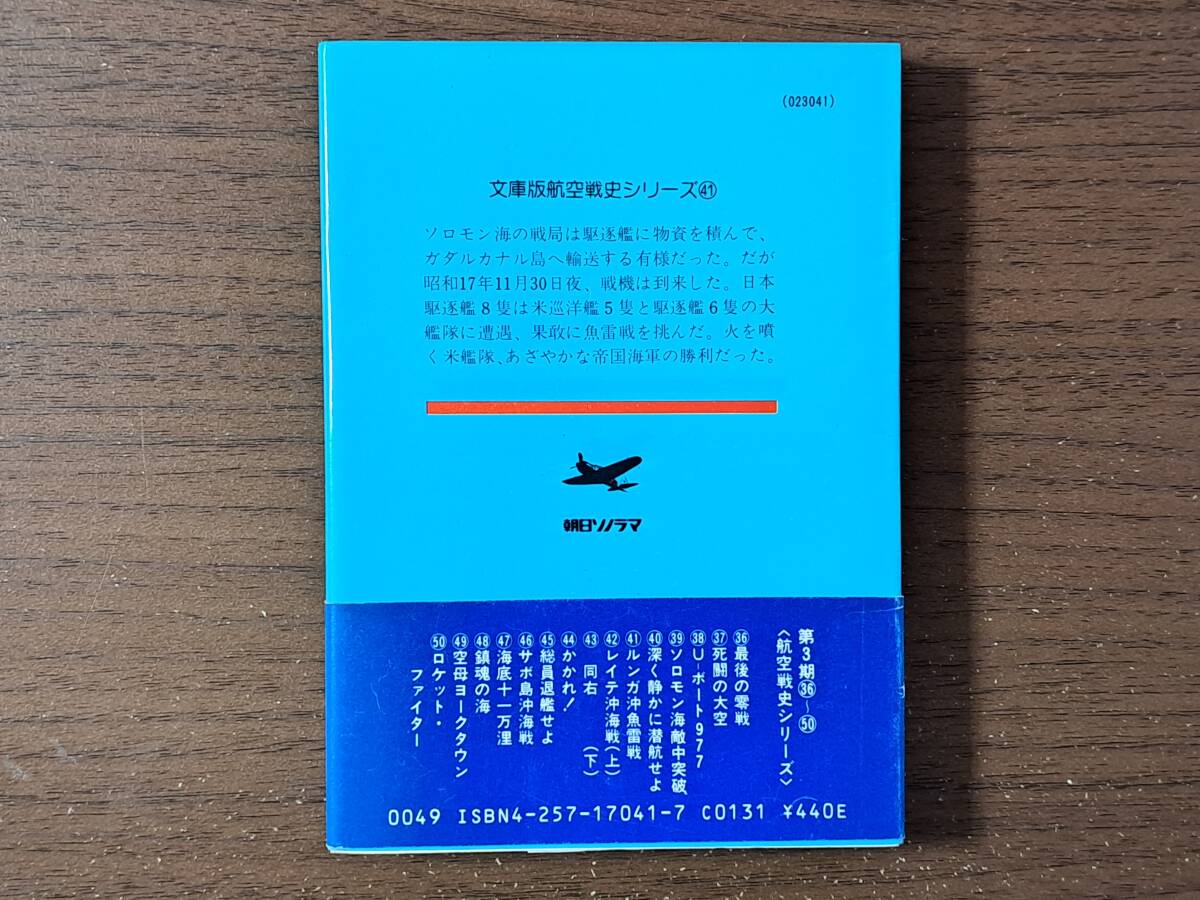 (023041)
文庫版航空戦史シリーズ㊶
ソロモン海の戦局は駆逐艦に物資を積んで、
ガダルカナル島へ輸送する有様だった。だが
昭和17年11月30日夜、戦機は到来した。日本
駆逐艦8隻は米巡洋艦5隻と駆逐艦6隻の大
艦隊に遭遇、果敢に魚雷戦を挑んだ。火を噴
く米艦隊、あざやかな帝国海軍の勝利だった。
朝日ソノラマ
第3期㊱〜㊿
〈航空戦史シリーズ〉
㊱最後の零戦
㊲死闘の大空
㊳U-ボート977
㊴ソロモン海敵中突破
㊵深く静かに潜航せよ
㊶ルンガ沖魚雷戦
㊷レイテ沖海戦(上)
㊸同右(下)
㊹かかれ!
㊺総員退艦せよ
㊻サボ島沖海戦
㊼海底十一万浬
㊽鎮魂の海
㊾空母ヨークタウン
㊿ロケット・
ファイター
0049 ISBN4-257-17041-7 C0131 ¥440E